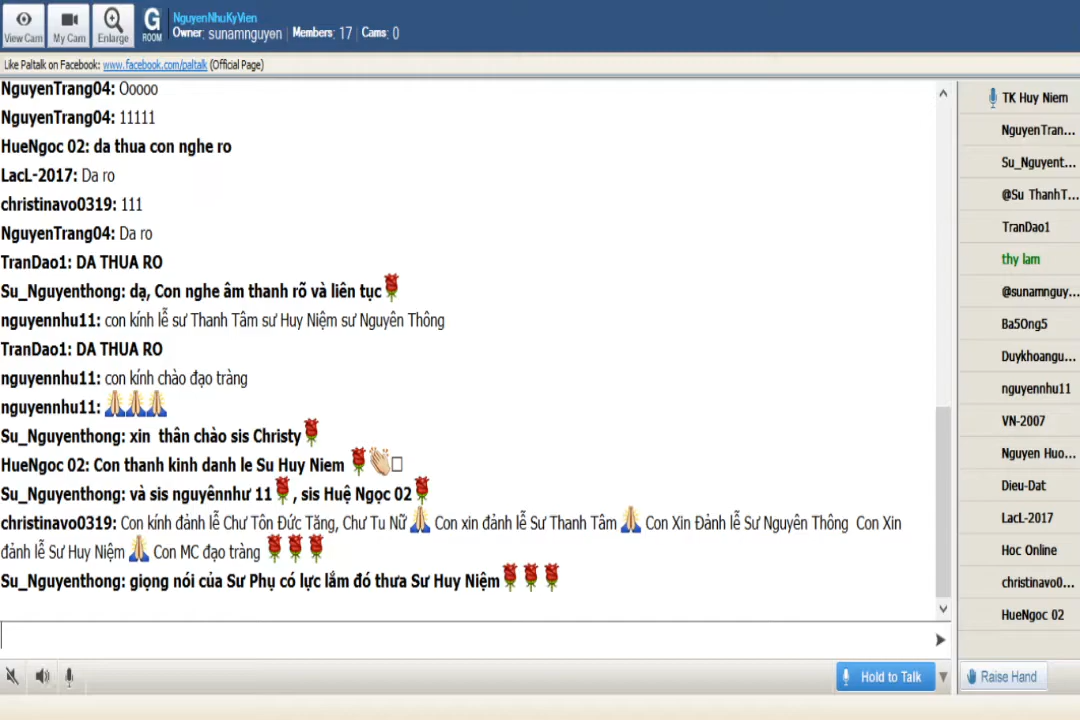 NguyenNhuKyVien
View Cam My Cam Enlarge G ROOM Owner: sunamnguyen Members: 17 Cams: 0
Like Paltalk on Facebook: www.facebook.com/paltalk (Official Page)
NguyenTrang04: Ooooo
NguyenTrang04: 11111
HueNgoc 02: da thua con nghe ro
LacL-2017: Da ro
christinavo0319: 111
NguyenTrang04: Da ro
TranDao1: DA THUA RO
Su_Nguyenthong: dạ, Con nghe âm thanh rõ và liên tục🌹
nguyennhu11: con kính lễ sư Thanh Tâm sư Huy Niệm sư Nguyên Thông
TranDao1: DA THUA RO
nguyennhu11: con kính chào đạo tràng
nguyennhu11: 🙏🙏🙏
Su_Nguyenthong: xin thân chào sis Christy🌹
HueNgoc 02: Con thanh kinh danh le Su Huy Niem 🌹👏□
Su_Nguyenthong: và sis nguyênnhư 11🌹, sis Huệ Ngọc 02🌹
christinavo0319: Con kính đảnh lễ Chư Tôn Đức Tăng, Chư Tu Nữ 🙏 Con xin đảnh lễ Sư Thanh Tâm 🙏 Con Xin Đảnh lễ Sư Nguyên Thông Con Xin
đảnh lễ Sư Huy Niệm 🙏 Con MC đạo tràng 🌹🌹🌹
Su_Nguyenthong: giọng nói của Sư Phụ có lực lắm đó thưa Sư Huy Niệm🌹🌹🌹
TK Huy Niem
NguyenTran...
Su_Nguyent...
@Su ThanhT...
TranDao1
thy lam
@sunamnguy...
Ba5Ong5
Duykhoangu...
nguyennhu11
VN-2007
Nguyen Huo...
Dieu-Dat
LacL-2017
Hoc Online
christinavo0...
HueNgoc 02
Hold to Talk
Raise Hand